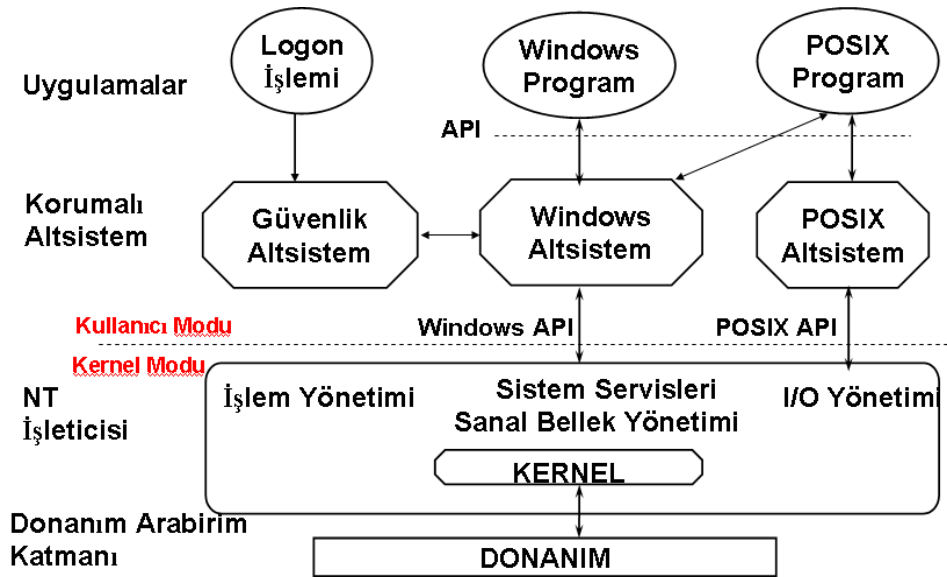 Logon
İşlemi
Windows
Program
POSIX
Program
Uygulamalar
API
Korumalı
Altsistem
Güvenlik
Altsistem
Windows
Altsistem
POSIX
Altsistem
Kullanıcı Modu
Windows API
POSIX API
Kernel Modu
NT
İşleticisi
İşlem Yönetimi
Sistem Servisleri
Sanal Bellek Yönetimi
I/O Yönetimi
KERNEL
Donanım Arabirim
Katmanı
DONANIM